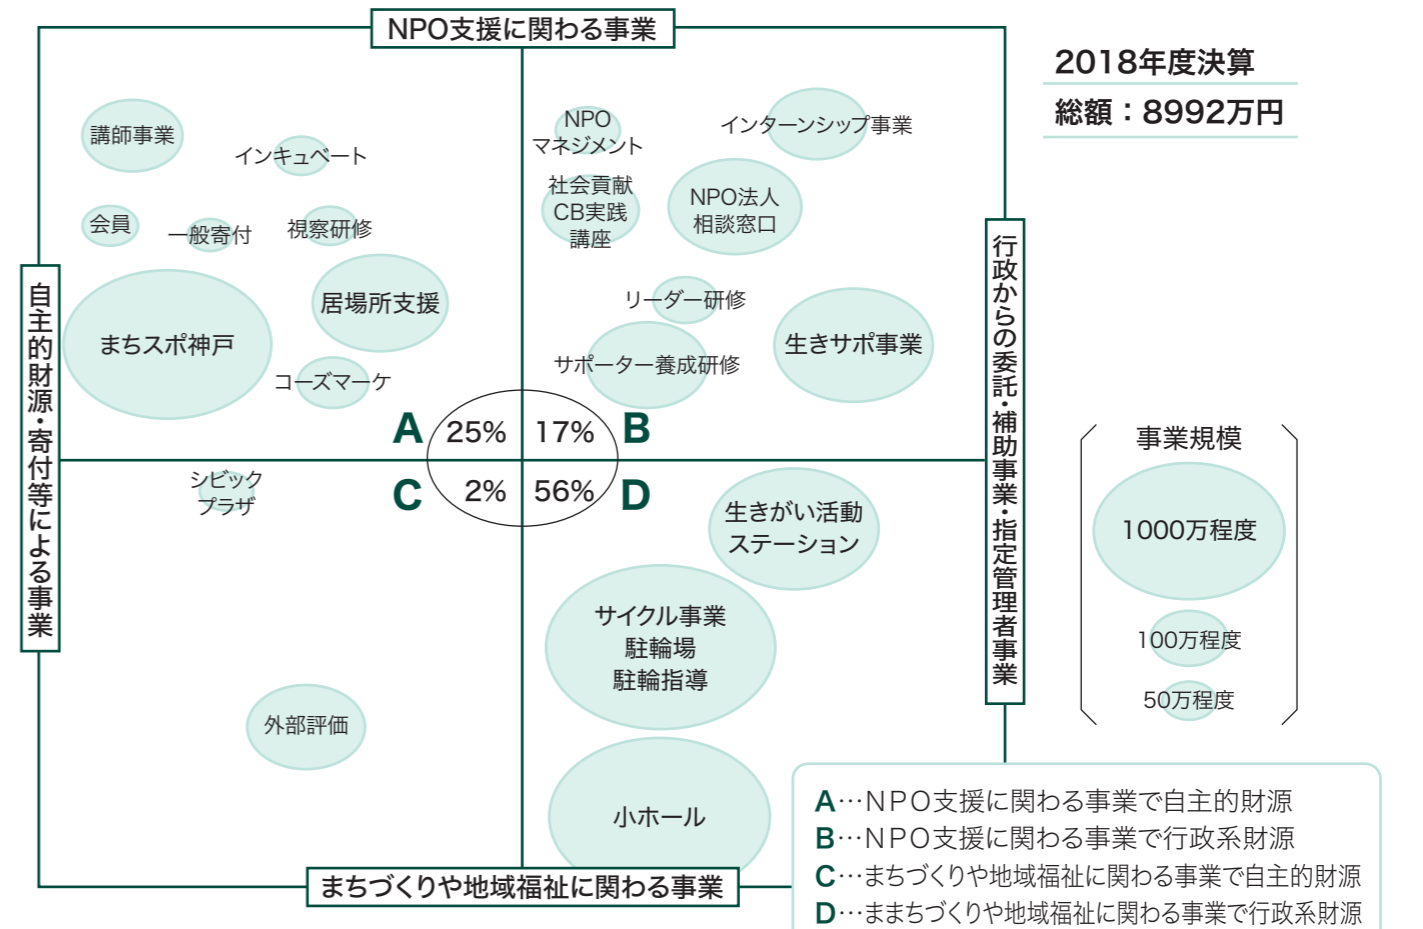 NPO支援に関わる事業
2018年度決算
総額：8992万円
講師事業
インキュベート
会員
一般寄付
視察研修
居場所支援
まちスポ神戸
コーズマーケ
NPO
マネジメント
インターンシップ事業
社会貢献
CB実践
講座
NPO法人
相談窓口
リーダー研修
サポーター養成研修
生きサポ事業
自主的財源・寄付等による事業
行政からの委託・補助事業・指定管理者事業
A 25% 17% B
C 2% 56% D
シビック
プラザ
外部評価
生きがい活動
ステーション
サイクル事業
駐輪場
駐輪指導
小ホール
まちづくりや地域福祉に関わる事業
事業規模
1000万程度
100万程度
50万程度
A…NPO支援に関わる事業で自主的財源
B…NPO支援に関わる事業で行政系財源
C…まちづくりや地域福祉に関わる事業で自主的財源
D…ままちづくりや地域福祉に関わる事業で行政系財源